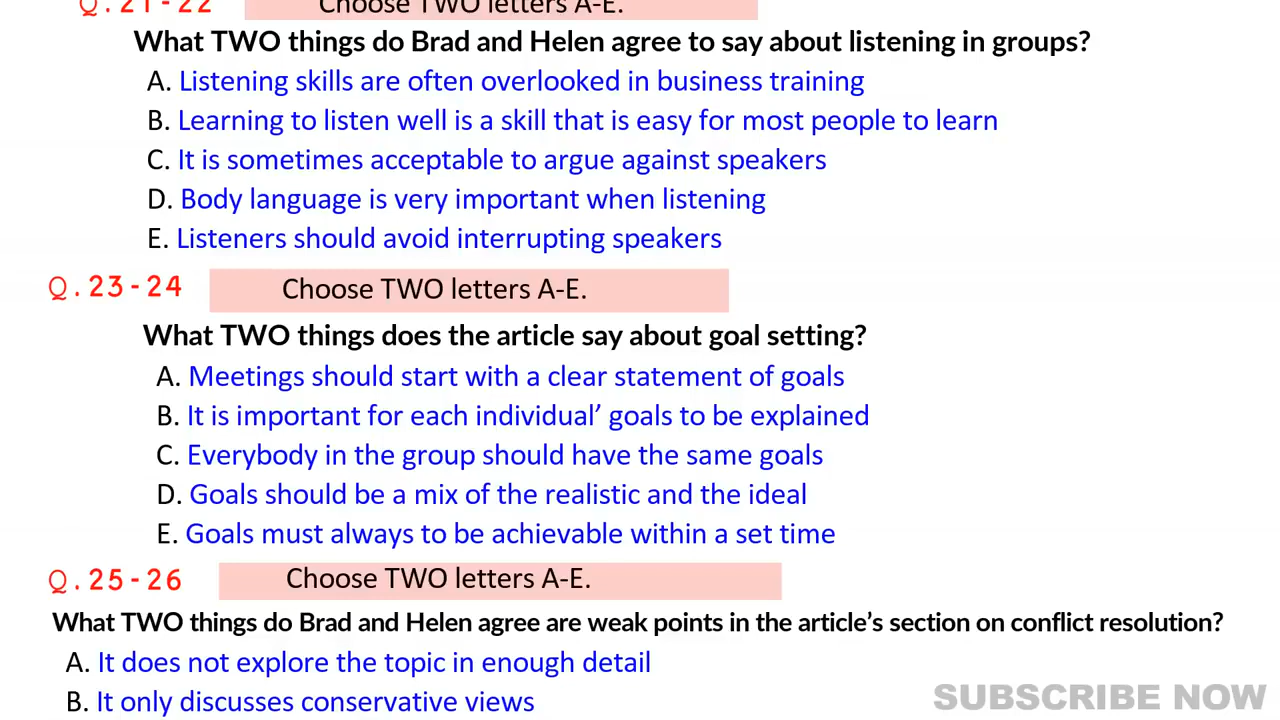 Q.21-22
Choose TWO letters A-E.
What TWO things do Brad and Helen agree to say about listening in groups?
A. Listening skills are often overlooked in business training
B. Learning to listen well is a skill that is easy for most people to learn
C. It is sometimes acceptable to argue against speakers
D. Body language is very important when listening
E. Listeners should avoid interrupting speakers
Q.23-24
Choose TWO letters A-E.
What TWO things does the article say about goal setting?
A. Meetings should start with a clear statement of goals
B. It is important for each individual’ goals to be explained
C. Everybody in the group should have the same goals
D. Goals should be a mix of the realistic and the ideal
E. Goals must always to be achievable within a set time
Q.25-26
Choose TWO letters A-E.
What TWO things do Brad and Helen agree are weak points in the article’s section on conflict resolution?
A. It does not explore the topic in enough detail
B. It only discusses conservative views
SUBSCRIBE NOW